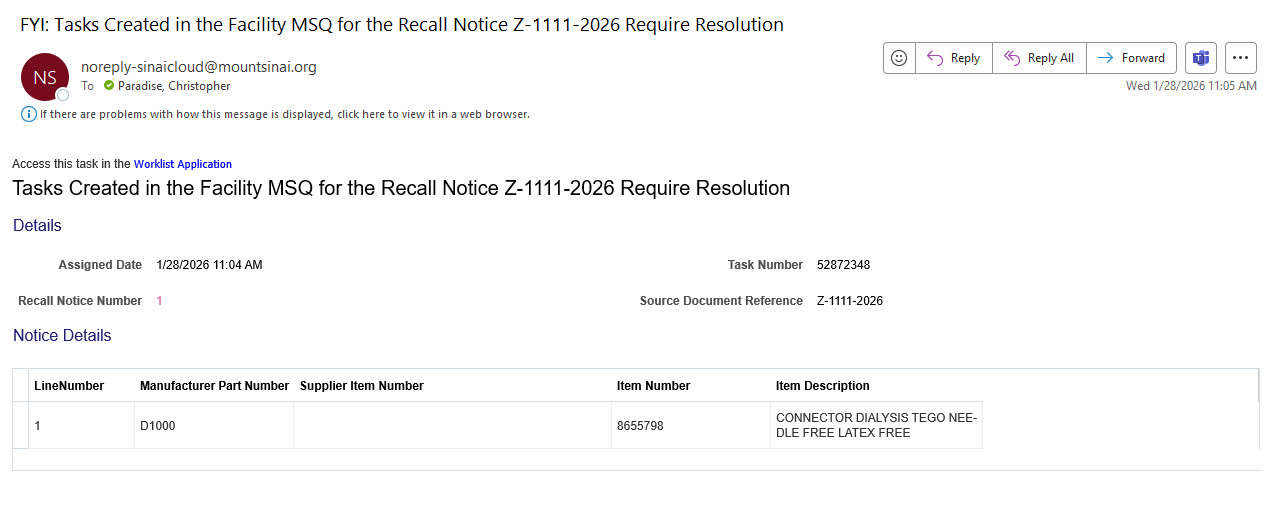 FYI: Tasks Created in the Facility MSQ for the Recall Notice Z-1111-2026 Require Resolution
NS
noreply-sinaicloud@mountsinai.org
To Paradise, Christopher
Reply
Reply All
Forward
Wed 1/28/2026 11:05 AM
If there are problems with how this message is displayed, click here to view it in a web browser.
Access this task in the Worklist Application
Tasks Created in the Facility MSQ for the Recall Notice Z-1111-2026 Require Resolution
Details
Assigned Date 1/28/2026 11:04 AM Task Number 52872348
Recall Notice Number 1 Source Document Reference Z-1111-2026
Notice Details
LineNumber Manufacturer Part Number Supplier Item Number Item Number Item Description
1 D1000 8655798 CONNECTOR DIALYSIS TEGO NEE-
DLE FREE LATEX FREE